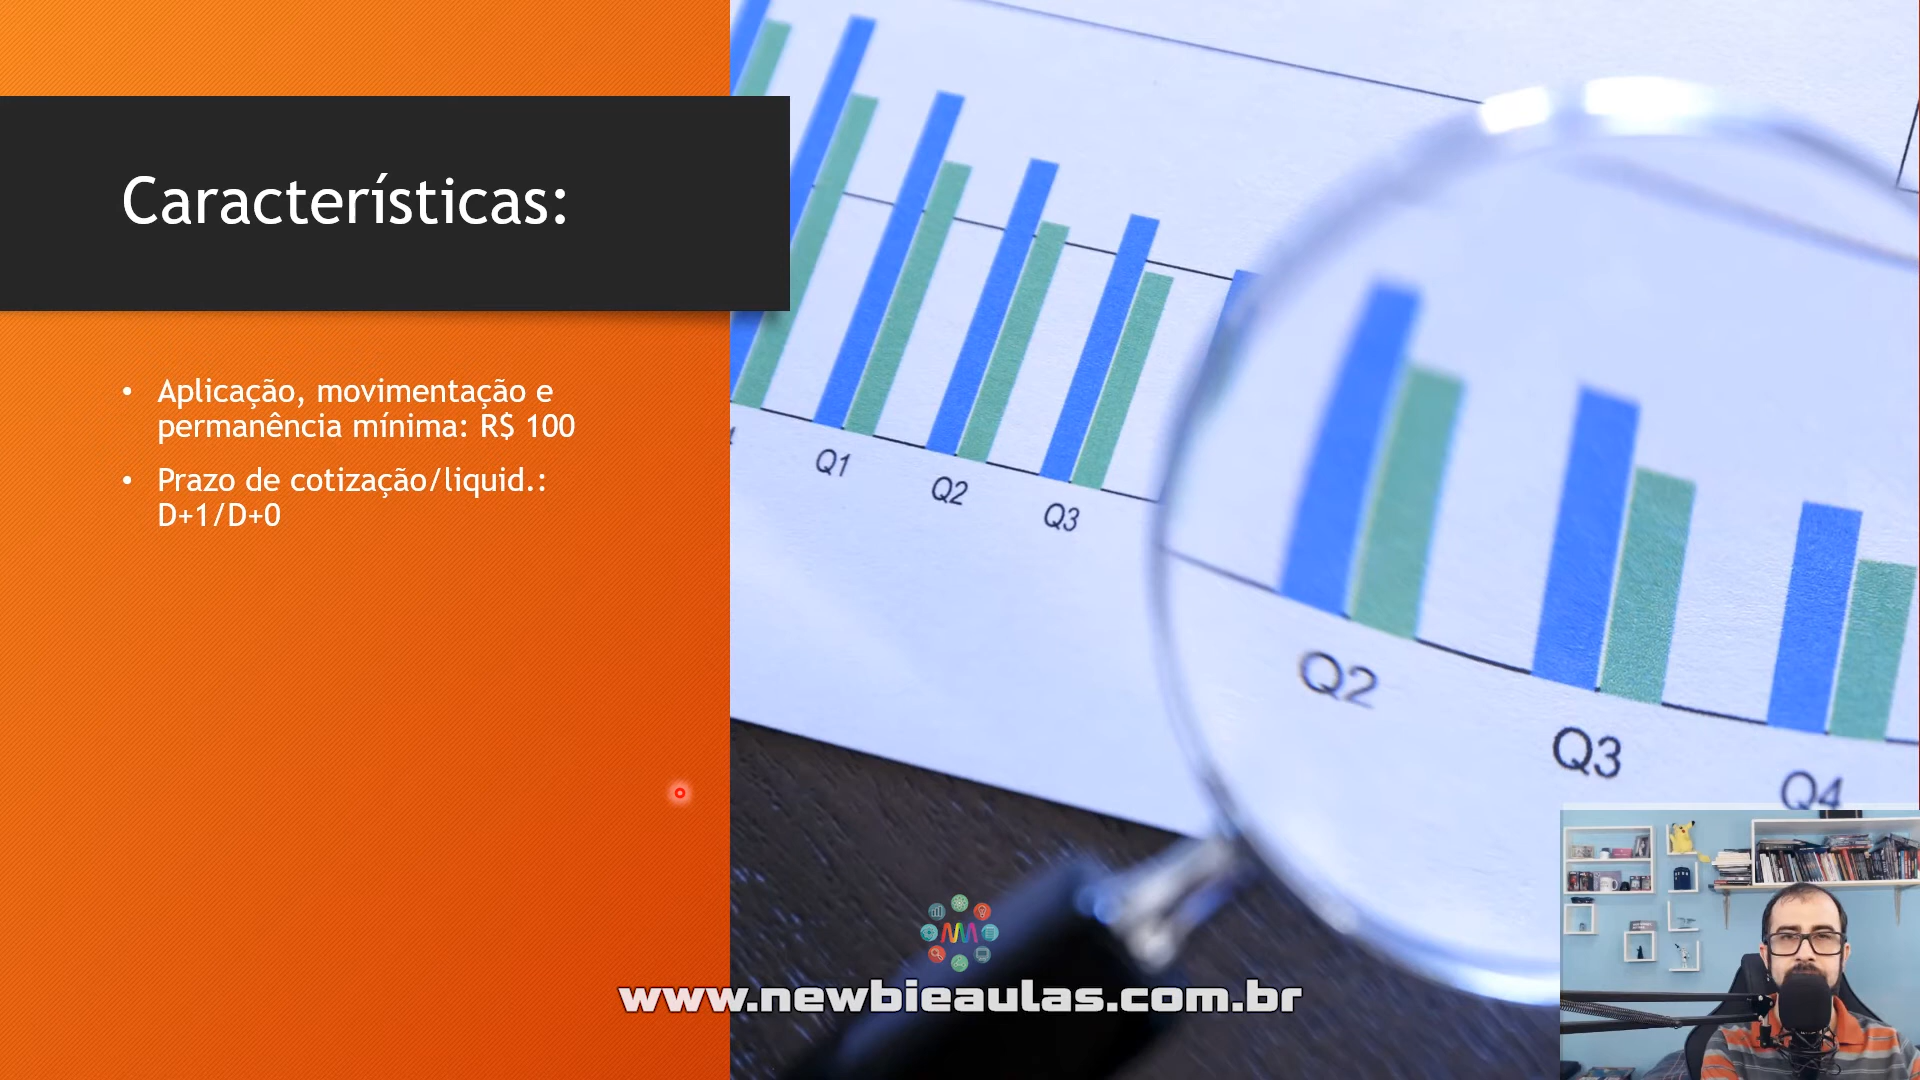 Características:
• Aplicação, movimentação e
permanência mínima: R$ 100
• Prazo de cotização/liquid.:
D+1/D+0
Q1
Q2
Q3
Q2
Q3
Q4
www.newbieaulas.com.br